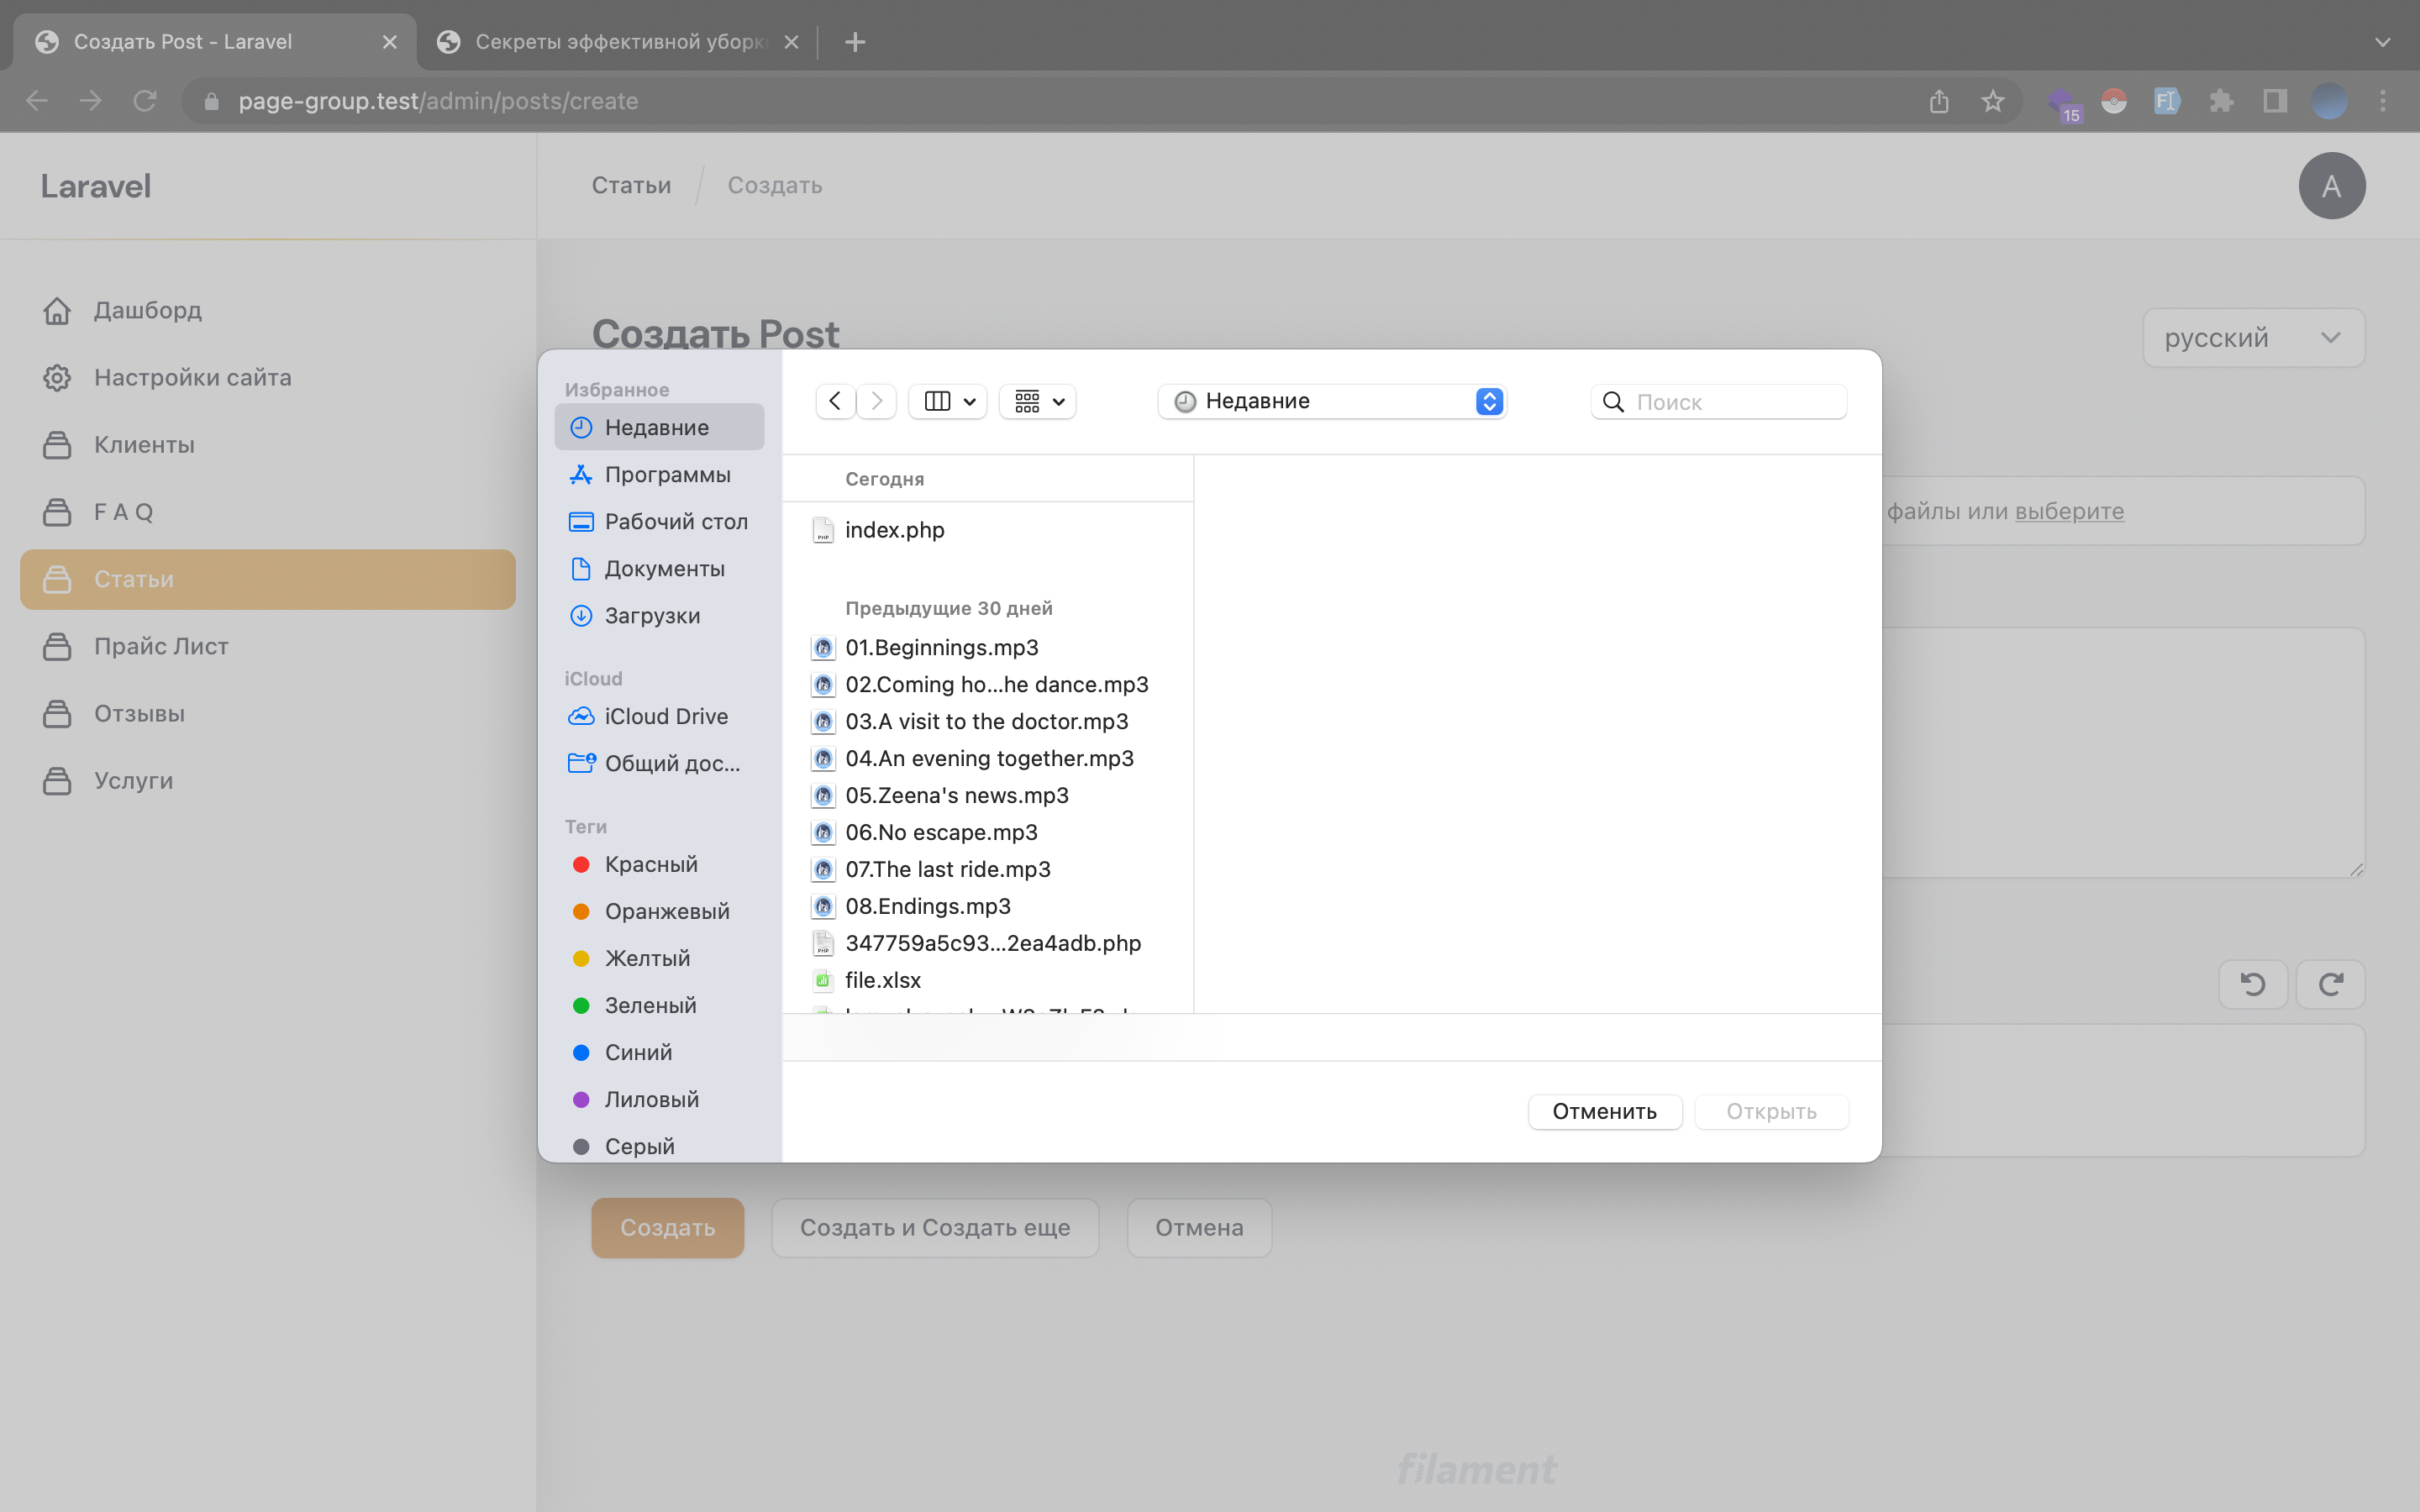 Создать Post - Laravel
Секреты эффективной уборк
page-group.test/admin/posts/create
15
Laravel
Статьи / Создать
A
Дашборд
Настройки сайта
Клиенты
F A Q
Статьи
Прайс Лист
Отзывы
Услуги
Создать Post
русский
файлы или выберите
Избранное
Недавние
Программы
Рабочий стол
Документы
Загрузки
iCloud
iCloud Drive
Общий дос...
Теги
Красный
Оранжевый
Желтый
Зеленый
Синий
Лиловый
Серый
Недавние
Поиск
Сегодня
index.php
Предыдущие 30 дней
01.Beginnings.mp3
02.Coming ho...he dance.mp3
03.A visit to the doctor.mp3
04.An evening together.mp3
05.Zeena's news.mp3
06.No escape.mp3
07.The last ride.mp3
08.Endings.mp3
347759a5c93...2ea4adb.php
file.xlsx
Отменить
Открыть
Создать
Создать и Создать еще
Отмена
filament